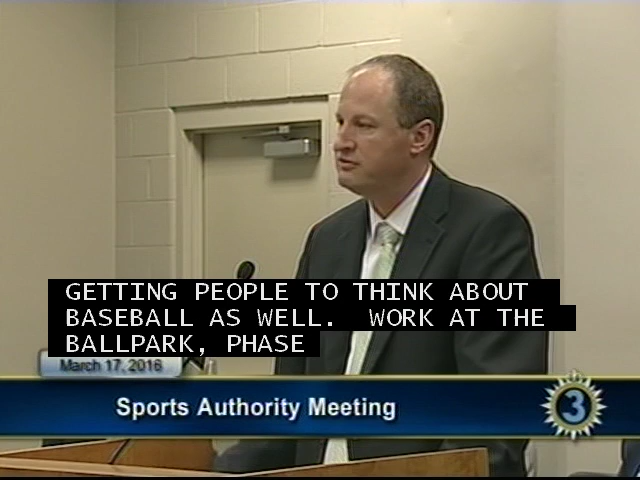 GETTING PEOPLE TO THINK ABOUT
BASEBALL AS WELL.  WORK AT THE
BALLPARK, PHASE
March 17, 2016
Sports Authority Meeting
3